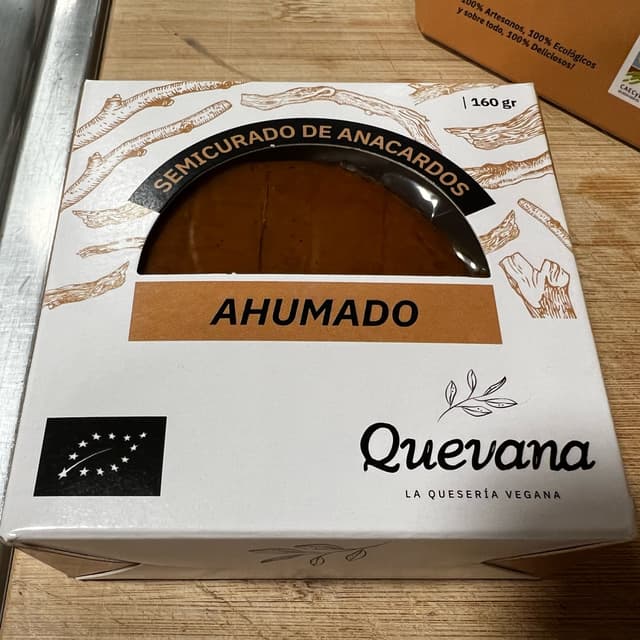 100% Artesanos, 100% Ecológicos
y sobre todo, 100% Deliciosos!
| 160 gr
SEMICURADO DE ANACARDOS
AHUMADO
Quevana
LA QUESERÍA VEGANA